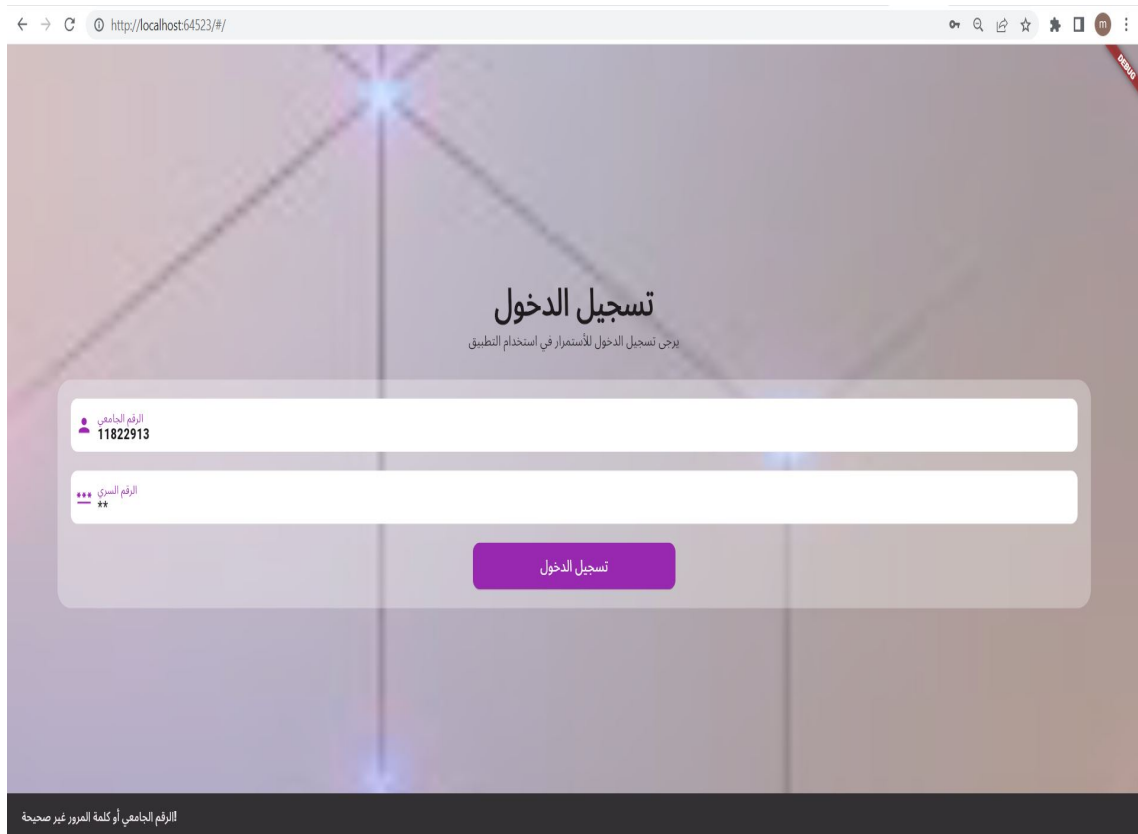 http://localhost:64523/#/
m
DEBUG
تسجيل الدخول
يرجى تسجيل الدخول للأستمرار في استخدام التطبيق
الرقم الجامعي
11822913
الرقم السري
**
تسجيل الدخول
!الرقم الجامعي أو كلمة المرور غير صحيحة